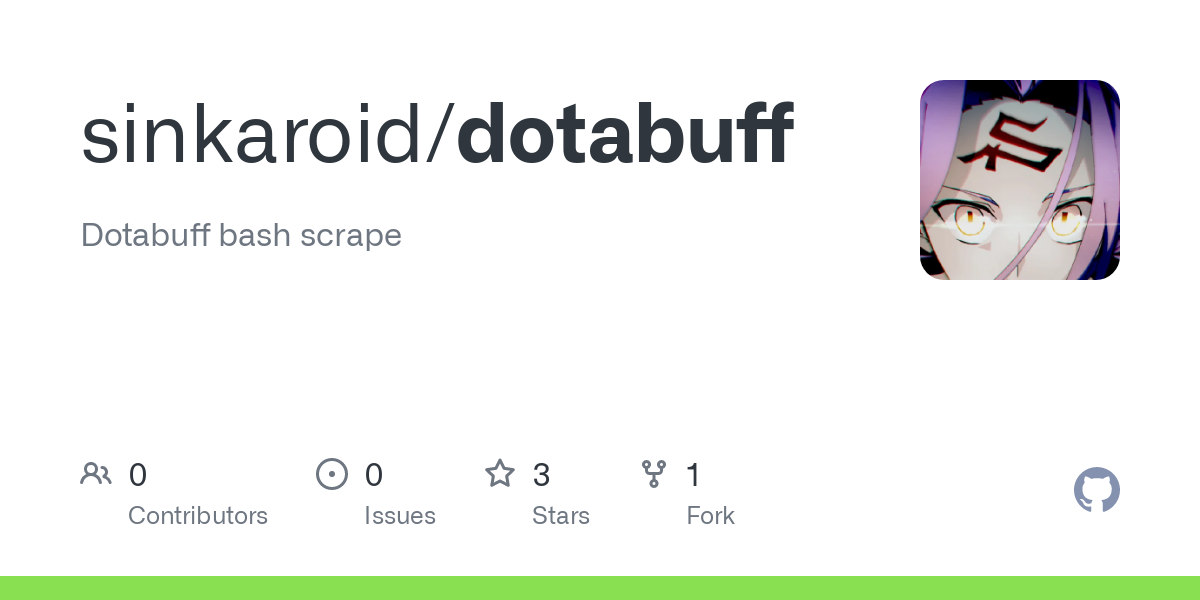 sinkaroid/dotabuff
Dotabuff bash scrape
0 0 3 1
Contributors Issues Stars Fork